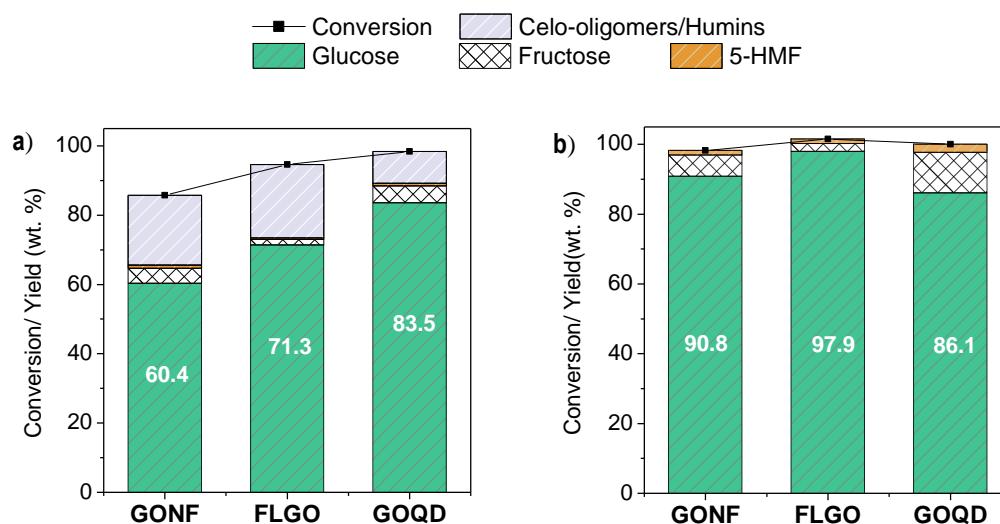 Conversion
Celo-oligomers/Humins
Glucose
Fructose
5-HMF
a)
Conversion/ Yield (wt. %)
100
80
60
40
20
0
60.4
71.3
83.5
GONF
FLGO
GOQD
b)
Conversion/ Yield(wt. %)
100
80
60
40
20
0
90.8
97.9
86.1
GONF
FLGO
GOQD